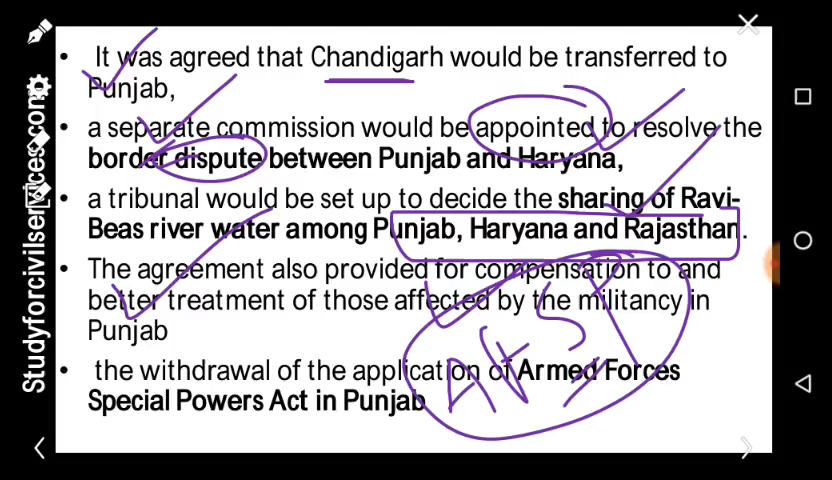 • It was agreed that Chandigarh would be transferred to
Punjab,
• a separate commission would be appointed to resolve the
border dispute between Punjab and Haryana,
• a tribunal would be set up to decide the sharing of Ravi-
Beas river water among Punjab, Haryana and Rajasthan.
• The agreement also provided for compensation to and
better treatment of those affected by the militancy in
Punjab
• the withdrawal of the application of Armed Forces
Special Powers Act in Punjab
Studyforcivilservices.com